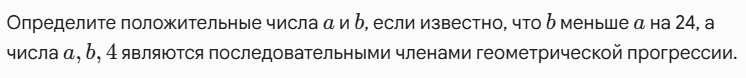 Определите положительные числа a и b, если известно, что b меньше a на 24, а
числа a, b, 4 являются последовательными членами геометрической прогрессии.